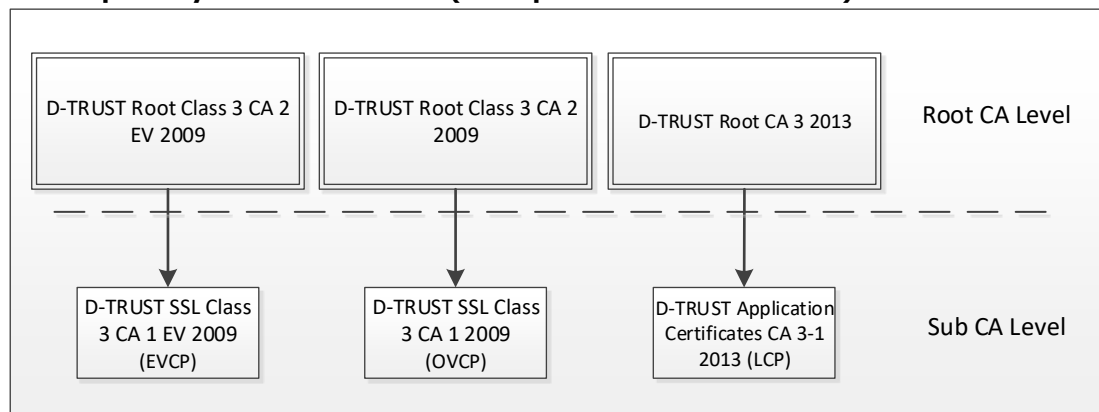 D-TRUST Root Class 3 CA 2
EV 2009
D-TRUST Root Class 3 CA 2
2009
D-TRUST Root CA 3 2013
Root CA Level
D-TRUST SSL Class
3 CA 1 EV 2009
(EVCP)
D-TRUST SSL Class
3 CA 1 2009
(OVCP)
D-TRUST Application
Certificates CA 3-1
2013 (LCP)
Sub CA Level